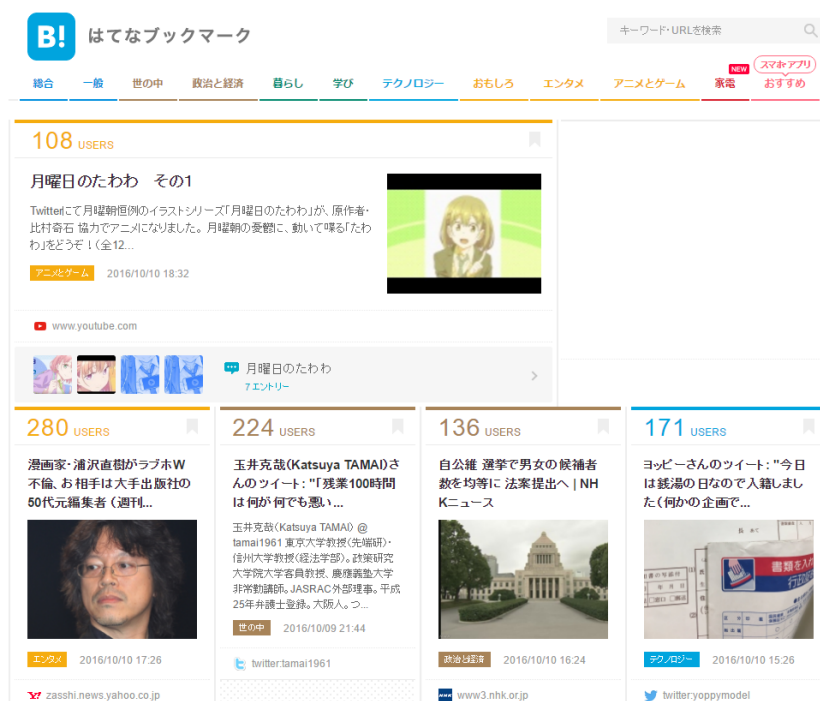 B!
はてなブックマーク
キーワード・URLを検索
NEW
スマホアプリ
総合 一般 世の中 政治と経済 暮らし 学び テクノロジー おもしろ エンタメ アニメとゲーム 家電 おすすめ
108 USERS
月曜日のたわわ　その1
Twitterにて月曜朝恒例のイラストシリーズ「月曜日のたわわ」が、原作者・
比村奇石 協力でアニメになりました。月曜朝の憂鬱に、動いて喋る「たわ
わ」をどうぞ！（全12...
アニメとゲーム 2016/10/10 18:32
www.youtube.com
月曜日のたわわ
7 エントリー
280 USERS
漫画家・浦沢直樹がラブホW
不倫、お相手は大手出版社の
50代元編集者 （週刊...
エンタメ 2016/10/10 17:26
Y! zasshi.news.yahoo.co.jp
224 USERS
玉井克哉(Katsuya TAMAI)さ
んのツイート: "「残業100時間
は何が何でも悪い...
玉井克哉(Katsuya TAMAI) @
tamai1961 東京大学教授(先端研)・
信州大学教授(経法学部)。政策研究
大学院大学客員教授、慶應義塾大学
非常勤講師。JASRAC外部理事。平成
25年弁護士登録。大阪人。つ...
世の中 2016/10/09 21:44
twitter:tamai1961
136 USERS
自公維 選挙で男女の候補者
数を均等に 法案提出へ | NH
Kニュース
政治と経済 2016/10/10 16:24
NHK www3.nhk.or.jp
171 USERS
ヨッピーさんのツイート: "今日
は銭湯の日なので入籍しまし
た（何かの企画で...
書類を入れ
テクノロジー 2016/10/10 15:26
twitter:yoppymodel